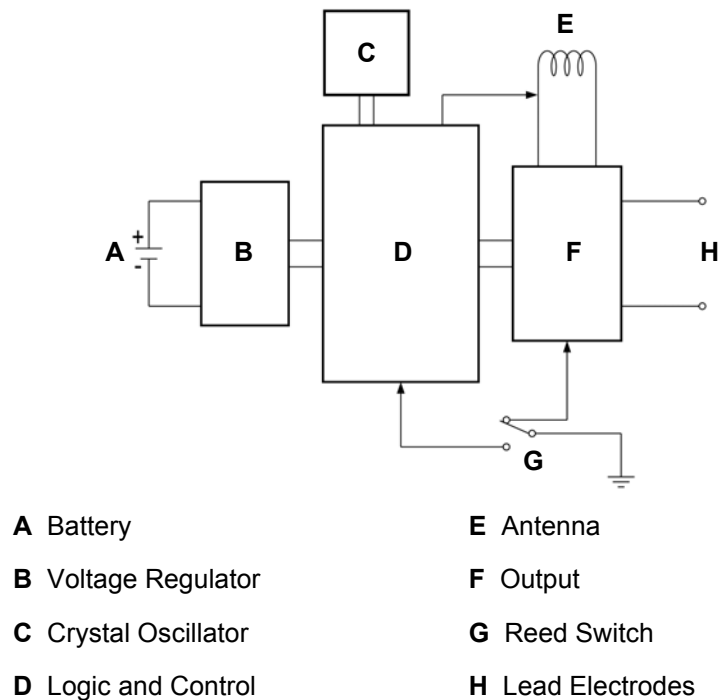 C
E
+
A
-
B
D
F
H
G
A Battery
E Antenna
B Voltage Regulator
F Output
C Crystal Oscillator
G Reed Switch
D Logic and Control
H Lead Electrodes